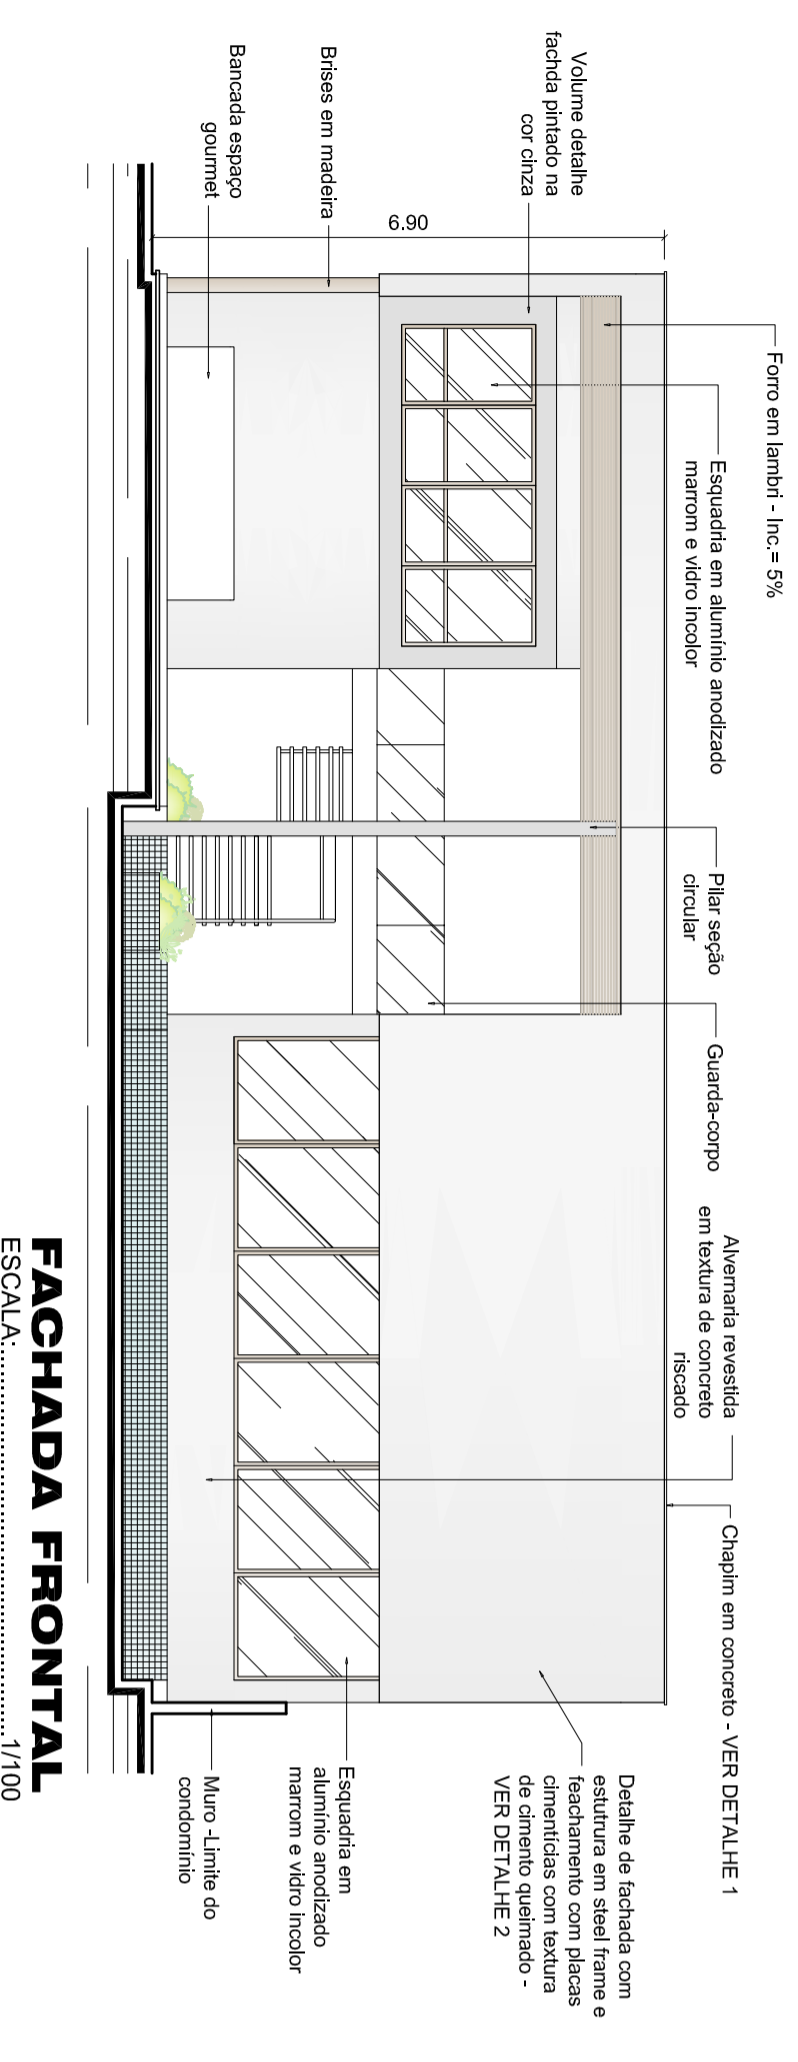 Forro em lambri - Inc.= 5%
Esquadria em alumínio anodizado
marrom e vidro incolor
Pilar seção
circular
Guarda-corpo
Alvernaria revestida
em textura de concreto
riscado
Chapim em concreto - VER DETALHE 1
Volume detalhe
fachda pintado na
cor cinza
6.90
Brises em madeira
Bancada espaço
gourmet
Detalhe de fachada com
estutrura em steel frame e
feachamento com placas
cimentícias com textura
de cimento queimado -
VER DETALHE 2
Esquadria em
alumínio anodizado
marrom e vidro incolor
Muro -Limite do
condomínio
FACHADA FRONTAL
ESCALA:..........................................................1/100